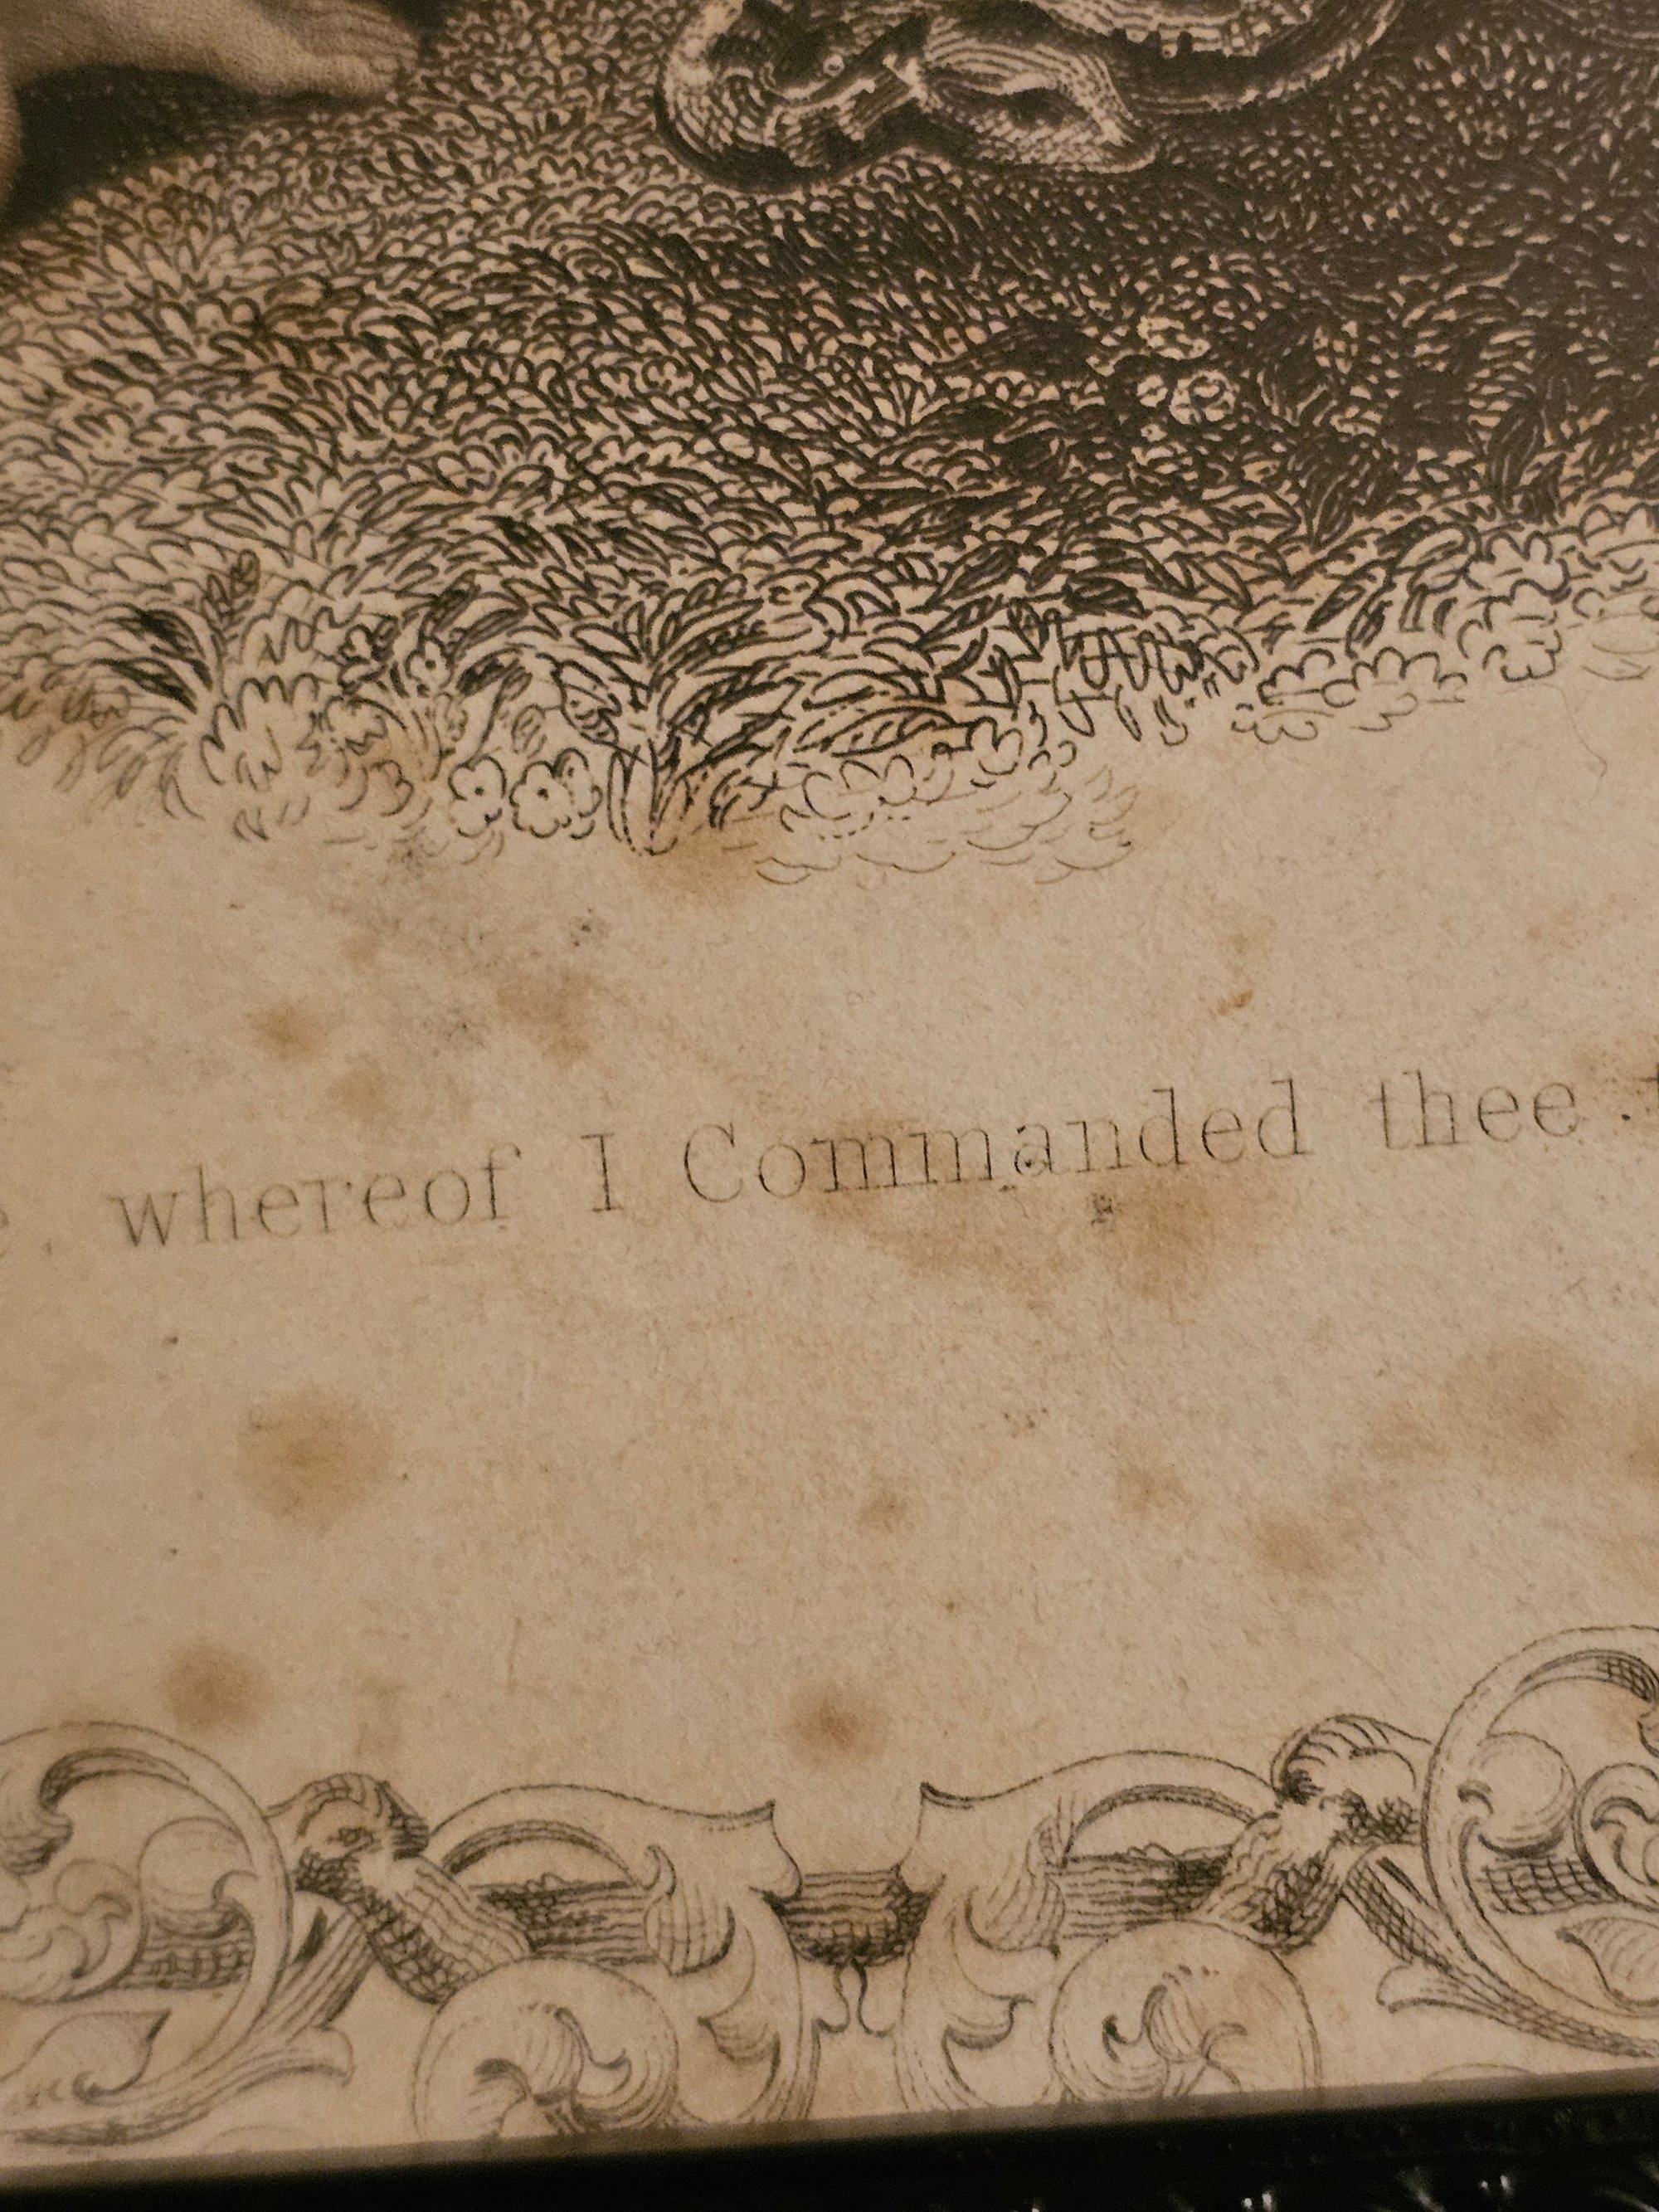 whereof I Commanded thee